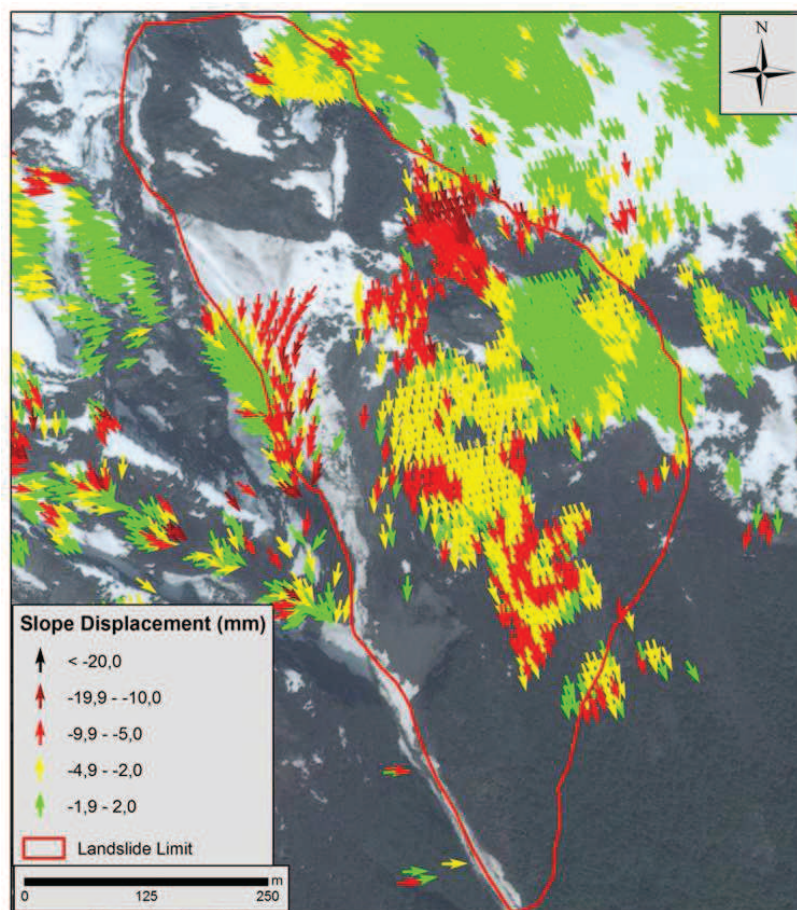 N
Slope Displacement (mm)
< -20,0
-19,9 - -10,0
-9,9 - -5,0
-4,9 - -2,0
-1,9 - 2,0
Landslide Limit
m
0 125 250